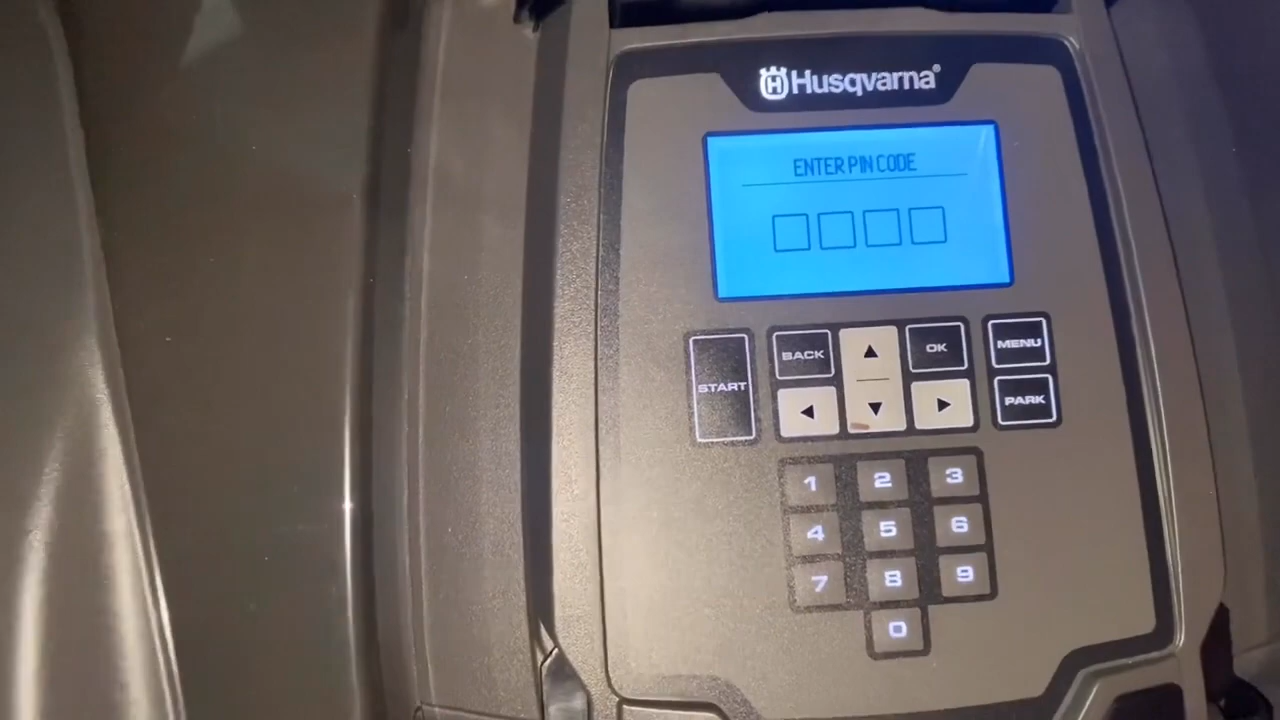 Husqvarna®
ENTER PIN CODE
START
BACK
OK
MENU
PARK
1 2 3
4 5 6
7 8 9
0